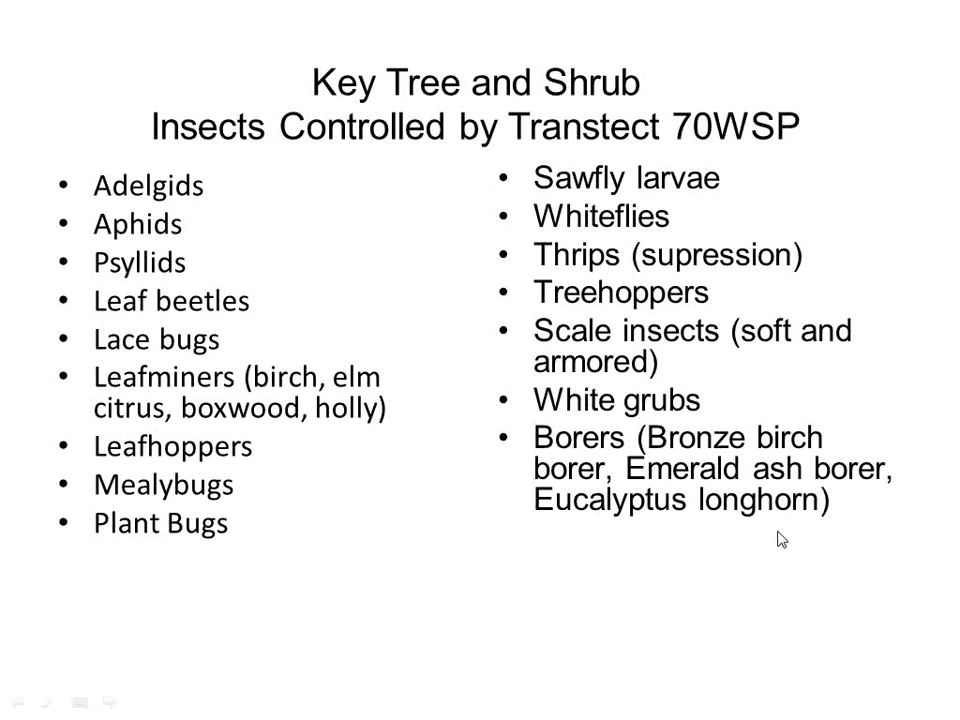 Key Tree and Shrub
Insects Controlled by Transtect 70WSP
• Adelgids
• Aphids
• Psyllids
• Leaf beetles
• Lace bugs
• Leafminers (birch, elm
citrus, boxwood, holly)
• Leafhoppers
• Mealybugs
• Plant Bugs
• Sawfly larvae
• Whiteflies
• Thrips (supression)
• Treehoppers
• Scale insects (soft and
armored)
• White grubs
• Borers (Bronze birch
borer, Emerald ash borer,
Eucalyptus longhorn)